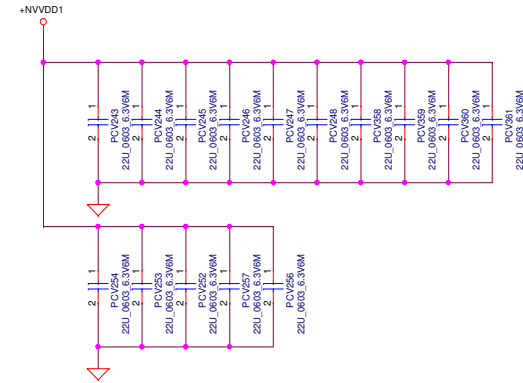 +NVVDD1
1
2
PCV243
22U_0603_6.3V6M
1
2
PCV244
22U_0603_6.3V6M
1
2
PCV245
22U_0603_6.3V6M
1
2
PCV246
22U_0603_6.3V6M
1
2
PCV247
22U_0603_6.3V6M
1
2
PCV248
22U_0603_6.3V6M
1
2
PCV358
22U_0603_6.3V6M
1
2
PCV359
22U_0603_6.3V6M
1
2
PCV360
22U_0603_6.3V6M
1
2
PCV361
22U_0603_6.3V6M
1
2
PCV254
22U_0603_6.3V6M
1
2
PCV253
22U_0603_6.3V6M
1
2
PCV252
22U_0603_6.3V6M
1
2
PCV257
22U_0603_6.3V6M
1
2
PCV256
22U_0603_6.3V6M